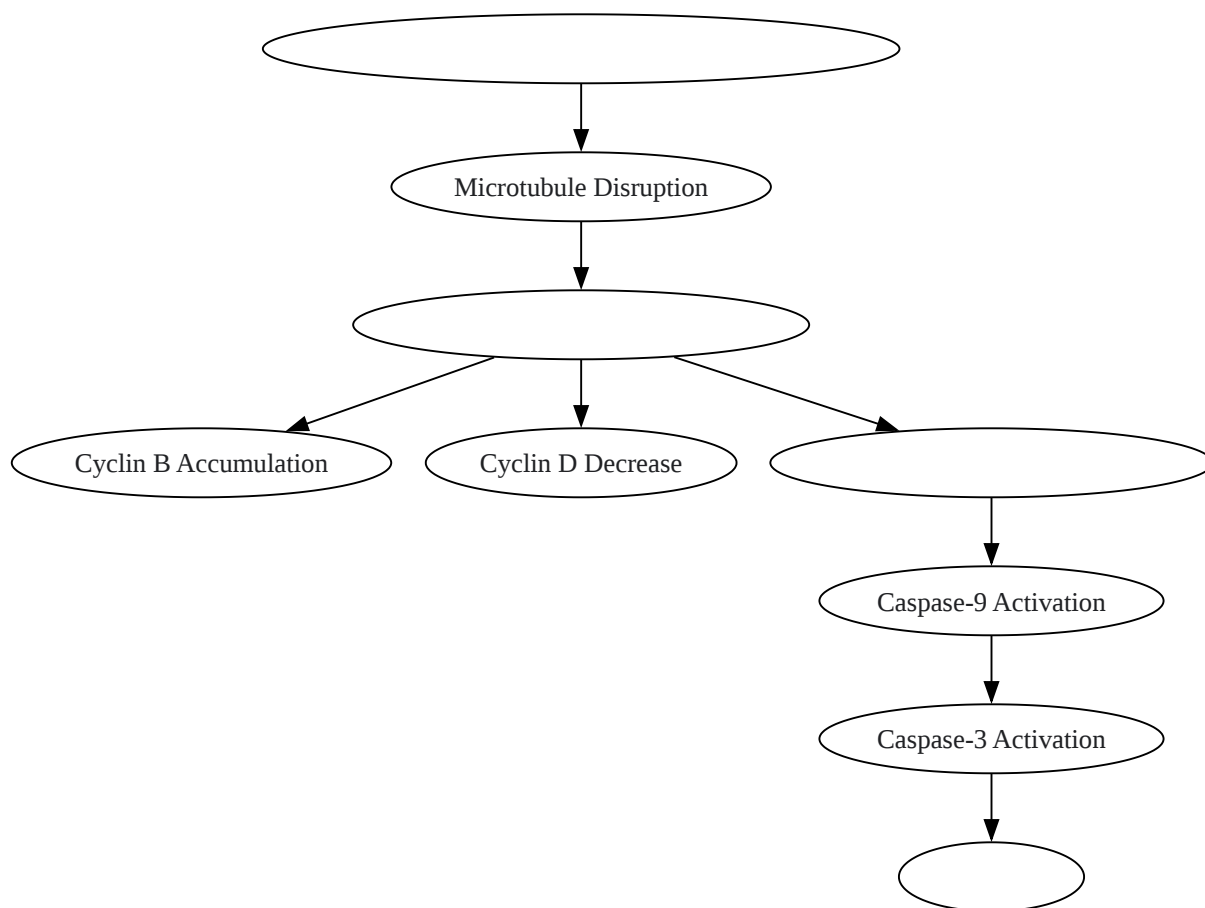 Microtubule Disruption
Cyclin B Accumulation
Cyclin D Decrease
Caspase-9 Activation
Caspase-3 Activation